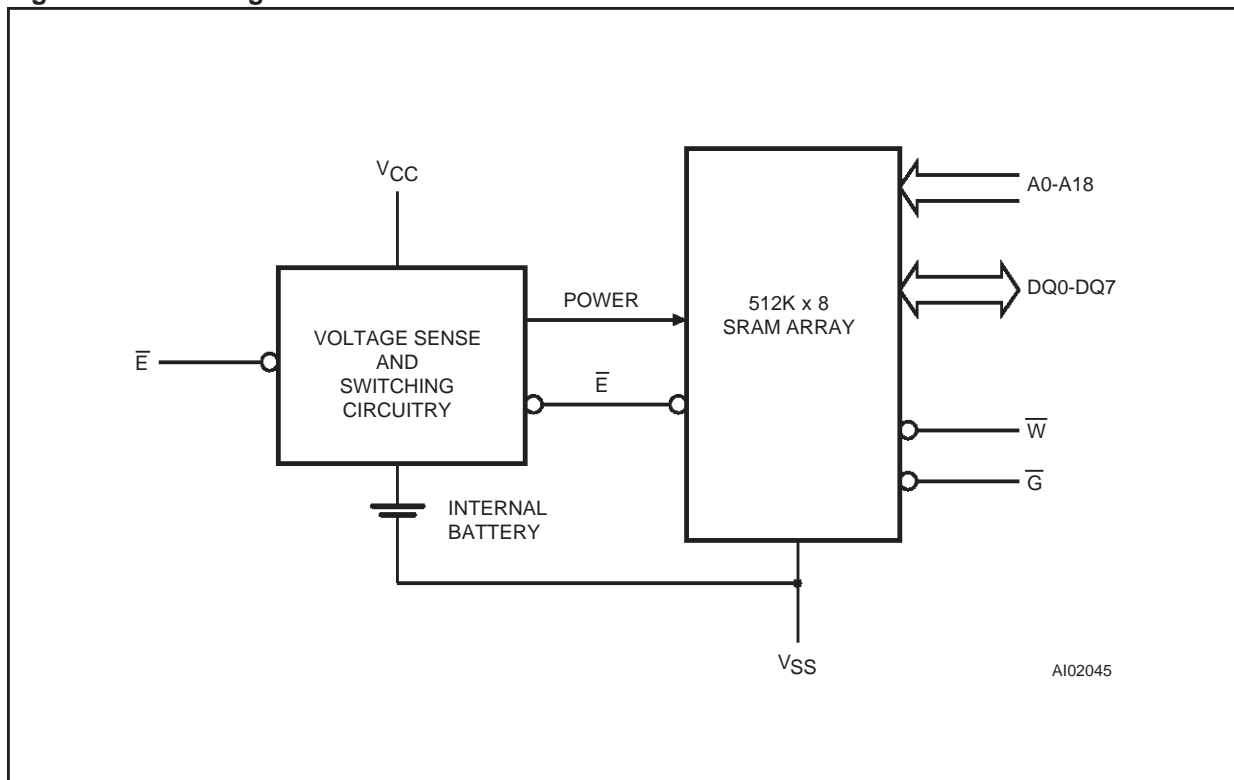 VCC
A0-A18
DQ0-DQ7
POWER
512K x 8
SRAM ARRAY
VOLTAGE SENSE
AND
SWITCHING
CIRCUITRY
E̅
E̅
W̅
G̅
INTERNAL
BATTERY
VSS
AI02045